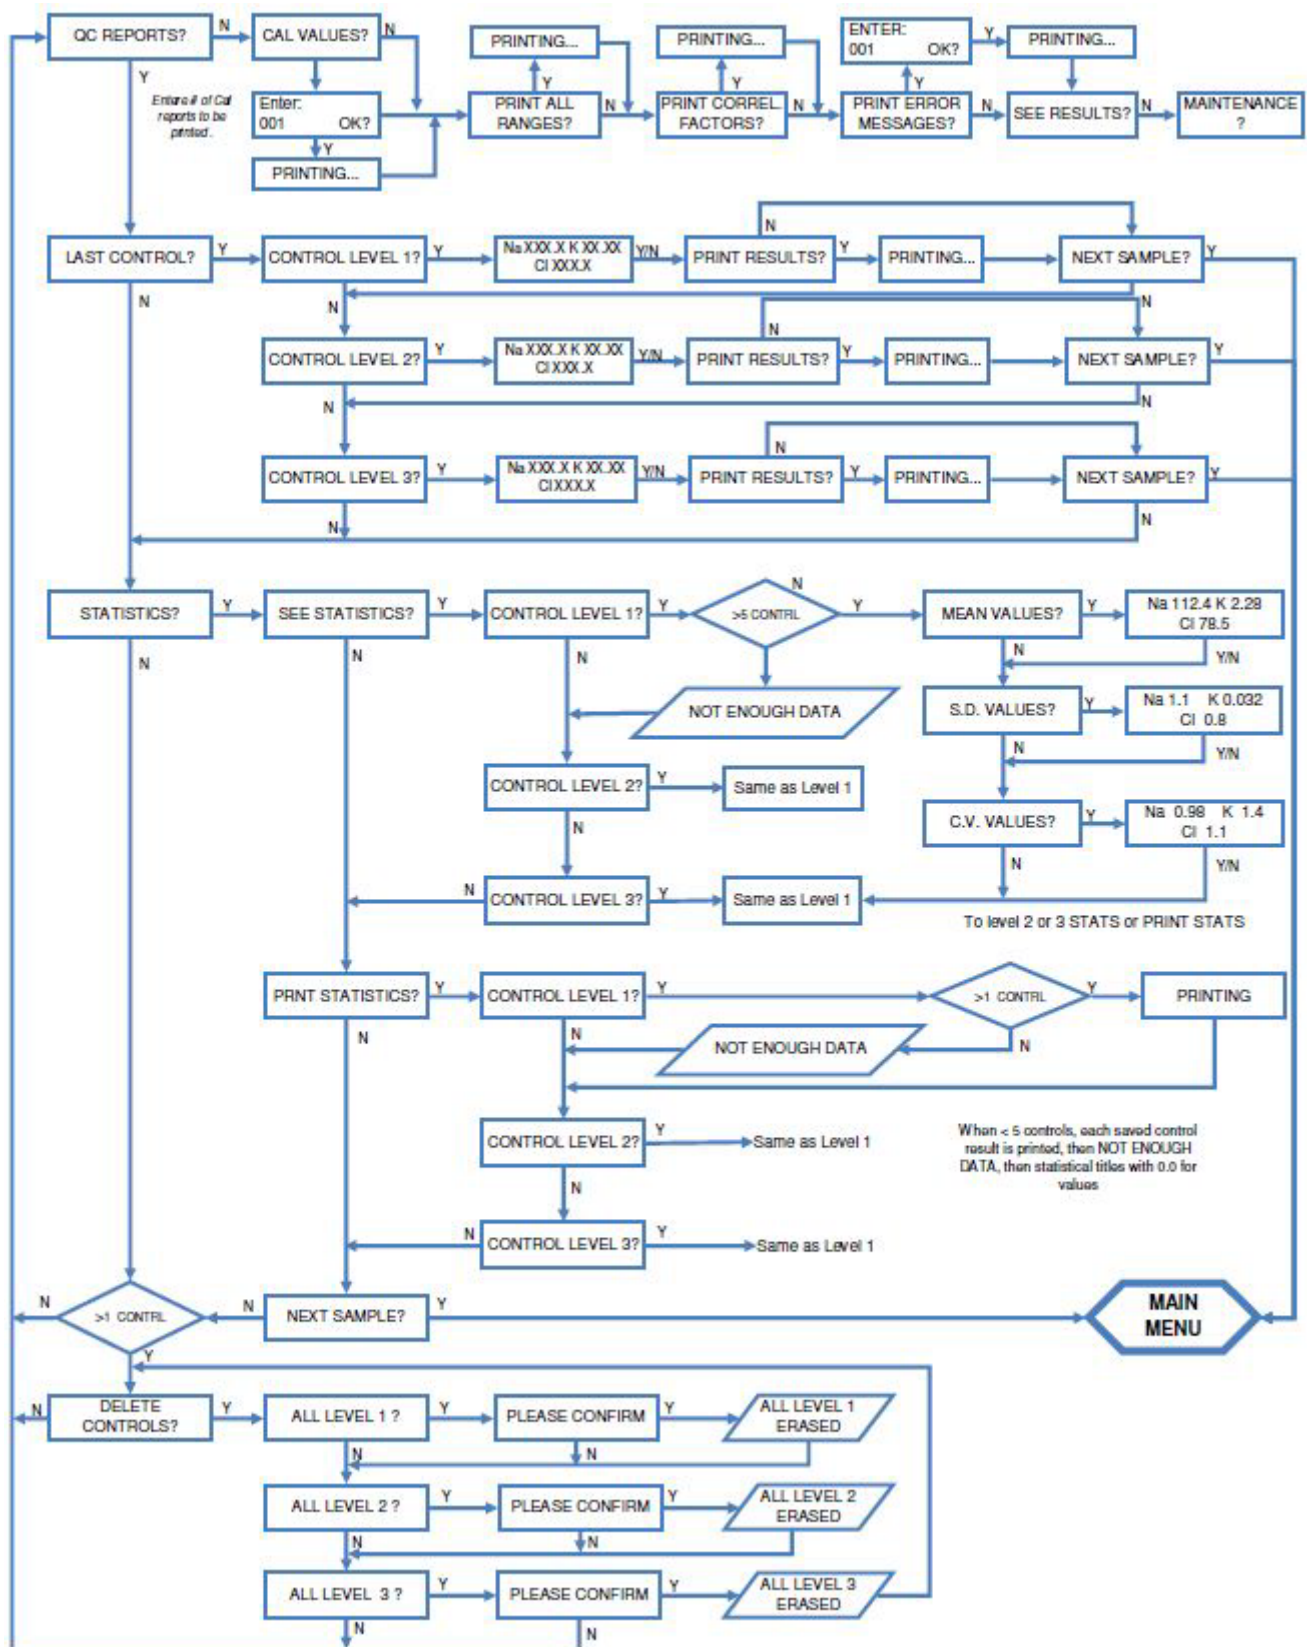 QC REPORTS?
N
CAL VALUES?
N
PRINTING...
PRINTING...
ENTER:
001 OK?
Y
PRINTING...
Y
Y
Y
Y
Enter # of Cal
reports to be
printed.
Enter:
001 OK?
PRINT ALL
RANGES?
N
PRINT CORREL.
FACTORS?
N
PRINT ERROR
MESSAGES?
N
SEE RESULTS?
N
MAINTENANCE
?
Y
PRINTING...
N
LAST CONTROL?
Y
CONTROL LEVEL 1?
Y
Na XXX.X K XX.XX
Cl XXX.X
Y/N
PRINT RESULTS?
Y
PRINTING...
NEXT SAMPLE?
Y
N
N
N
N
CONTROL LEVEL 2?
Y
Na XXX.X K XX.XX
Cl XXX.X
Y/N
PRINT RESULTS?
Y
PRINTING...
NEXT SAMPLE?
Y
N
N
N
CONTROL LEVEL 3?
Y
Na XXX.X K XX.XX
Cl XXX.X
Y/N
PRINT RESULTS?
Y
PRINTING...
NEXT SAMPLE?
Y
N
N
N
STATISTICS?
Y
SEE STATISTICS?
Y
CONTROL LEVEL 1?
Y
>5 CONTRL
Y
MEAN VALUES?
Y
Na 112.4 K 2.28
Cl 78.5
N
N
N
N
Y/N
NOT ENOUGH DATA
S.D. VALUES?
Y
Na 1.1 K 0.032
Cl 0.8
N
Y/N
CONTROL LEVEL 2?
Y
Same as Level 1
C.V. VALUES?
Y
Na 0.98 K 1.4
Cl 1.1
N
N
Y/N
N
CONTROL LEVEL 3?
Y
Same as Level 1
To level 2 or 3 STATS or PRINT STATS
PRNT STATISTICS?
Y
CONTROL LEVEL 1?
Y
>1 CONTRL
Y
PRINTING
N
N
NOT ENOUGH DATA
N
CONTROL LEVEL 2?
Y
Same as Level 1
When < 5 controls, each saved control
result is printed, then NOT ENOUGH
DATA, then statistical titles with 0.0 for
values
N
N
CONTROL LEVEL 3?
Y
Same as Level 1
N
>1 CONTRL
N
NEXT SAMPLE?
Y
MAIN
MENU
Y
N
DELETE
CONTROLS?
Y
ALL LEVEL 1 ?
Y
PLEASE CONFIRM
Y
ALL LEVEL 1
ERASED
N
N
ALL LEVEL 2 ?
Y
PLEASE CONFIRM
Y
ALL LEVEL 2
ERASED
N
N
ALL LEVEL 3 ?
Y
PLEASE CONFIRM
Y
ALL LEVEL 3
ERASED
N
N